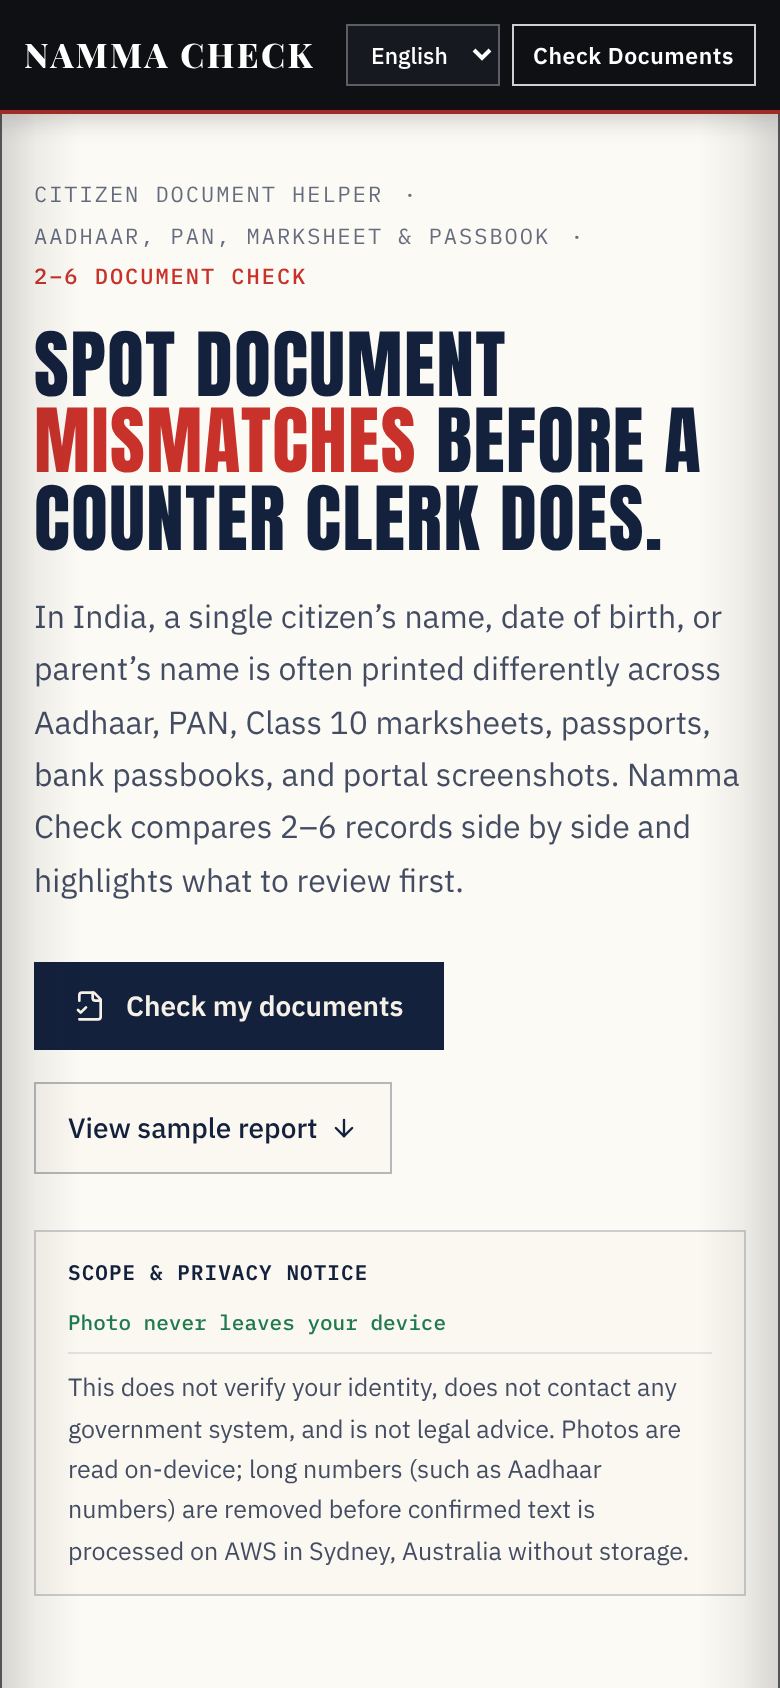 NAMMA CHECK
English
Check Documents
CITIZEN DOCUMENT HELPER ·
AADHAAR, PAN, MARKSHEET & PASSBOOK ·
2–6 DOCUMENT CHECK
SPOT DOCUMENT
MISMATCHES BEFORE A
COUNTER CLERK DOES.
In India, a single citizen’s name, date of birth, or
parent’s name is often printed differently across
Aadhaar, PAN, Class 10 marksheets, passports,
bank passbooks, and portal screenshots. Namma
Check compares 2–6 records side by side and
highlights what to review first.
Check my documents
View sample report ↓
SCOPE & PRIVACY NOTICE
Photo never leaves your device
This does not verify your identity, does not contact any
government system, and is not legal advice. Photos are
read on-device; long numbers (such as Aadhaar
numbers) are removed before confirmed text is
processed on AWS in Sydney, Australia without storage.